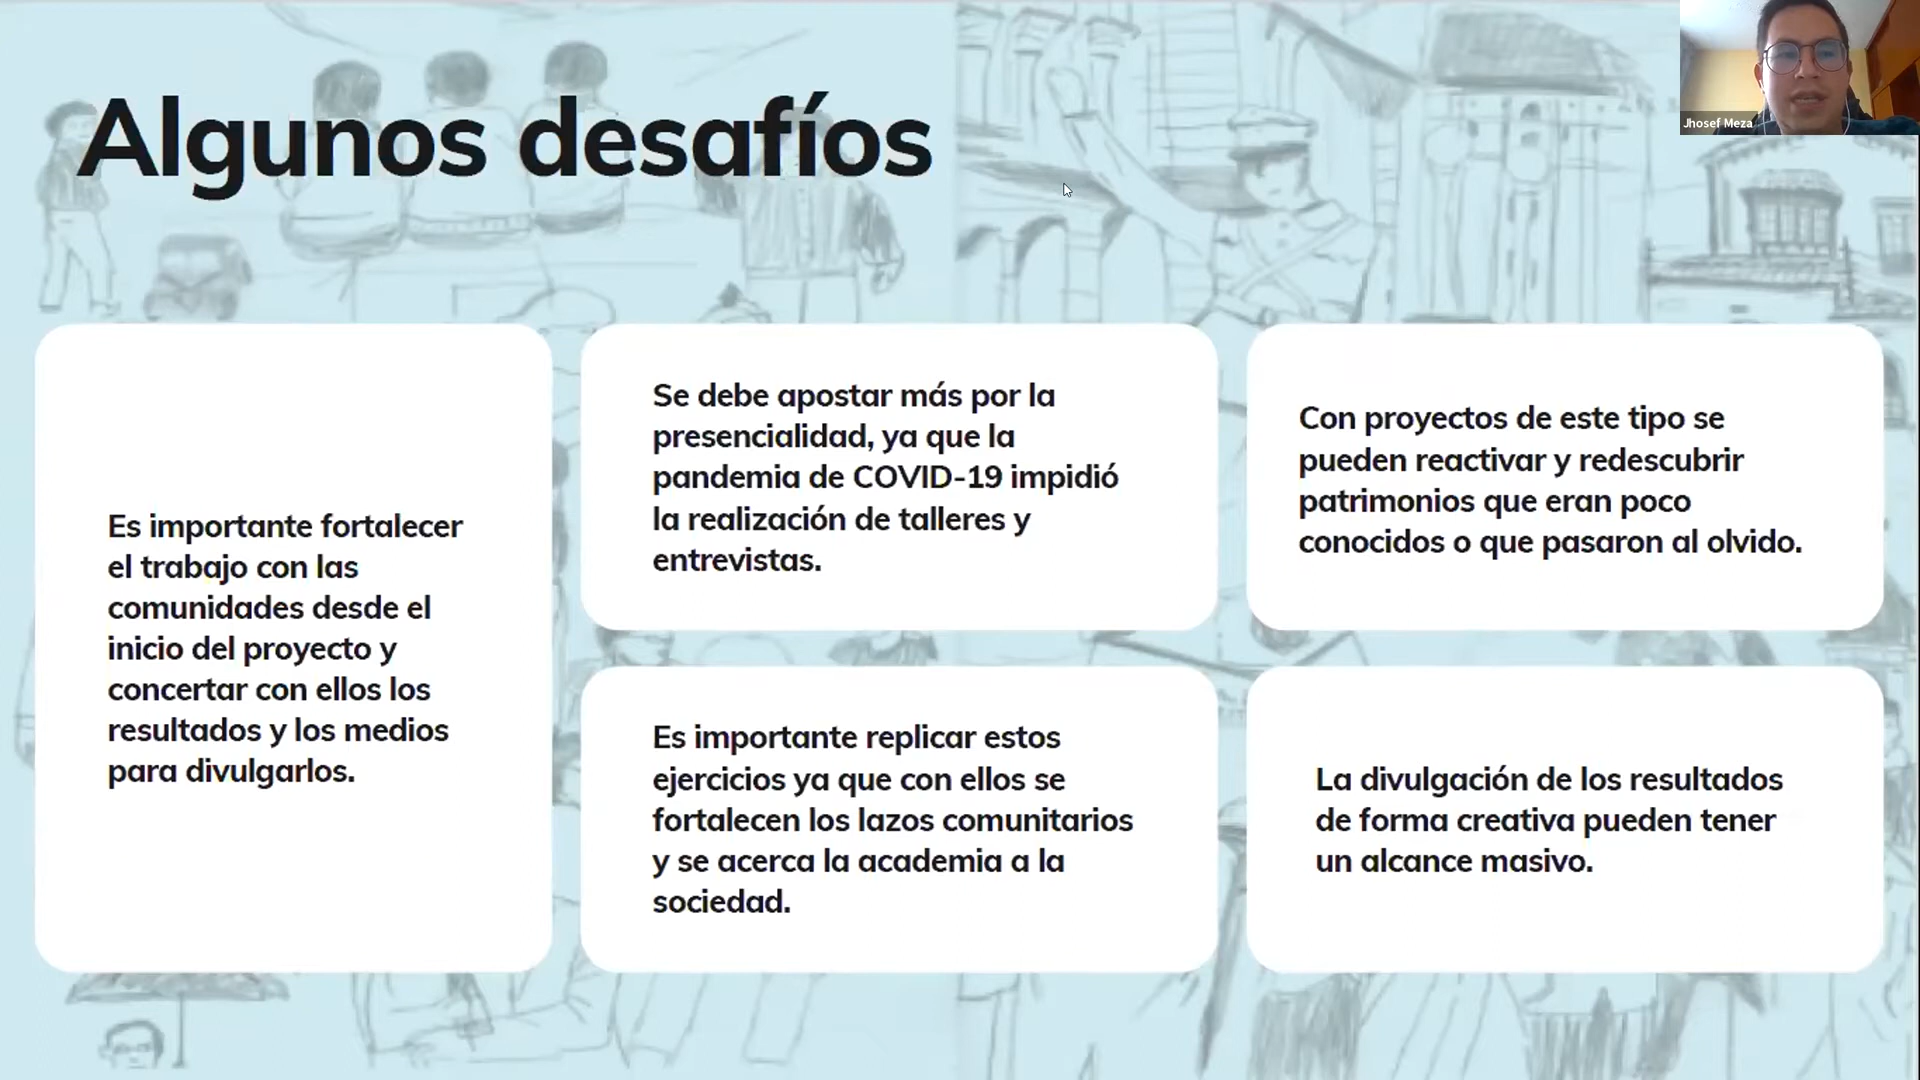 Algunos desafíos
Jhosef Meza
Es importante fortalecer
el trabajo con las
comunidades desde el
inicio del proyecto y
concertar con ellos los
resultados y los medios
para divulgarlos.
Se debe apostar más por la
presencialidad, ya que la
pandemia de COVID-19 impidió
la realización de talleres y
entrevistas.
Con proyectos de este tipo se
pueden reactivar y redescubrir
patrimonios que eran poco
conocidos o que pasaron al olvido.
Es importante replicar estos
ejercicios ya que con ellos se
fortalecen los lazos comunitarios
y se acerca la academia a la
sociedad.
La divulgación de los resultados
de forma creativa pueden tener
un alcance masivo.